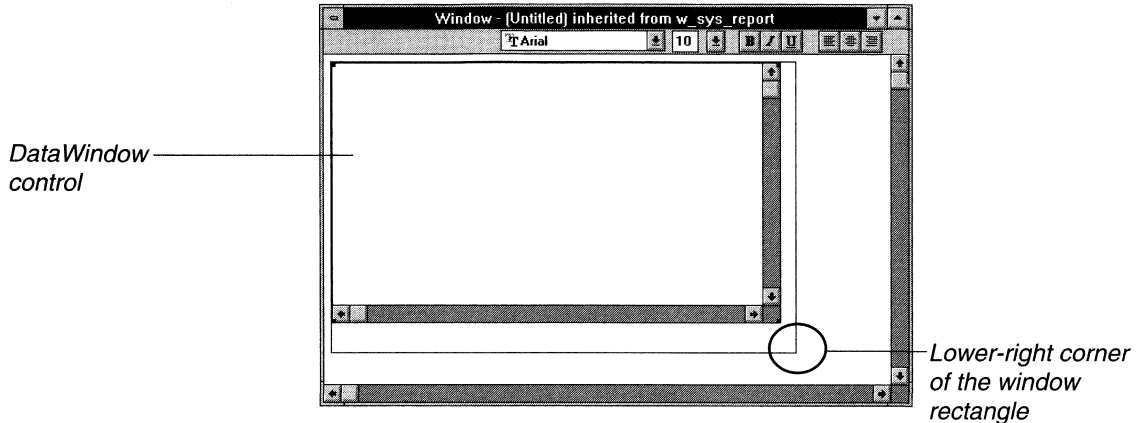 Window - (Untitled) inherited from w_sys_report
Arial 10 B I U
DataWindow
control
Lower-right corner
of the window
rectangle